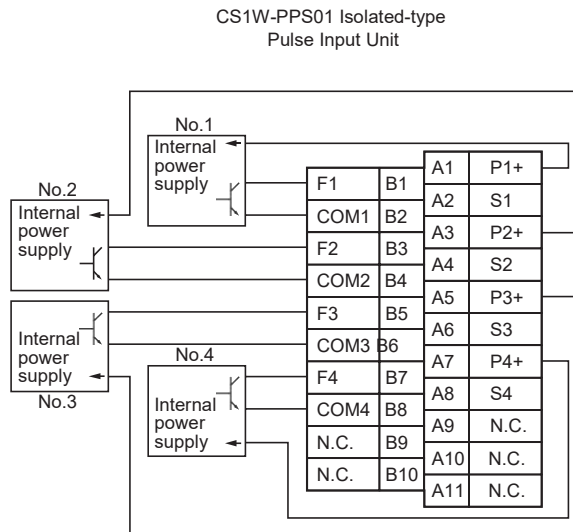 CS1W-PPS01 Isolated-type
Pulse Input Unit
No.1
Internal
power
supply
No.2
Internal
power
supply
Internal
power
supply
No.3
No.4
Internal
power
supply
F1 B1
COM1 B2
F2 B3
COM2 B4
F3 B5
COM3 B6
F4 B7
COM4 B8
N.C. B9
N.C. B10
A1 P1+
A2 S1
A3 P2+
A4 S2
A5 P3+
A6 S3
A7 P4+
A8 S4
A9 N.C.
A10 N.C.
A11 N.C.